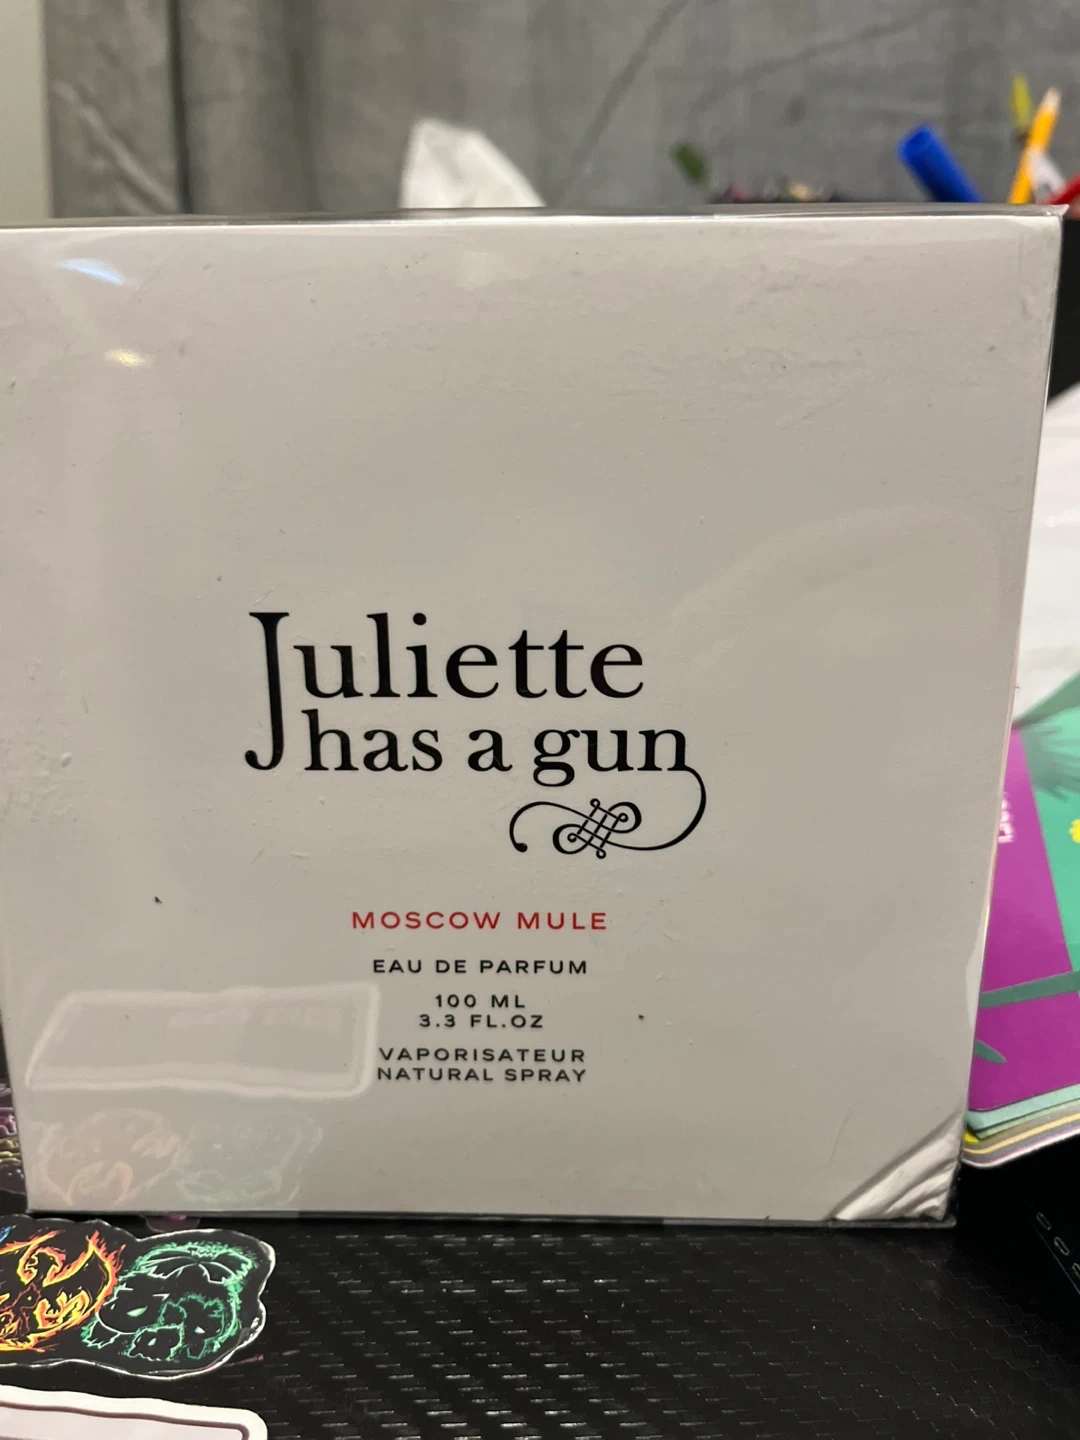 Juliette
has a gun
MOSCOW MULE
EAU DE PARFUM
100 ML
3.3 FL.OZ
VAPORISATEUR
NATURAL SPRAY